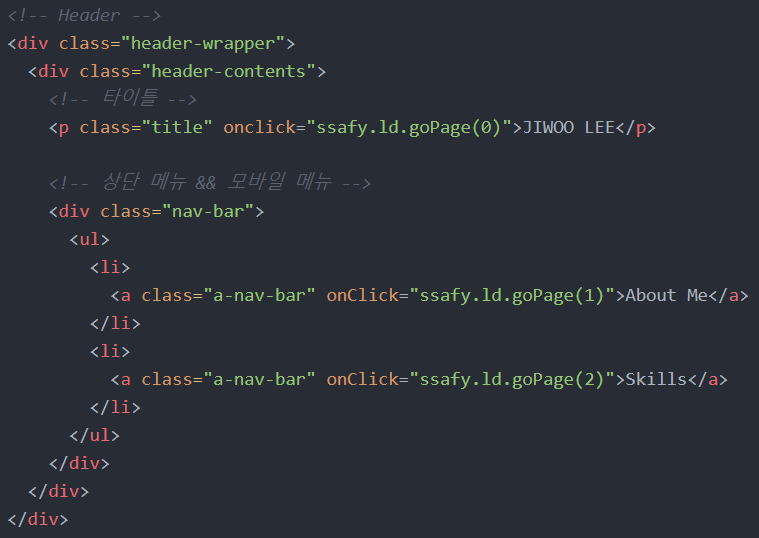 <!-- Header -->
<div class="header-wrapper">
  <div class="header-contents">
    <!-- 타이틀 -->
    <p class="title" onclick="ssafy.ld.goPage(0)">JIWOO LEE</p>

    <!-- 상단 메뉴 && 모바일 메뉴 -->
    <div class="nav-bar">
      <ul>
        <li>
          <a class="a-nav-bar" onClick="ssafy.ld.goPage(1)">About Me</a>
        </li>
        <li>
          <a class="a-nav-bar" onClick="ssafy.ld.goPage(2)">Skills</a>
        </li>
      </ul>
    </div>
  </div>
</div>